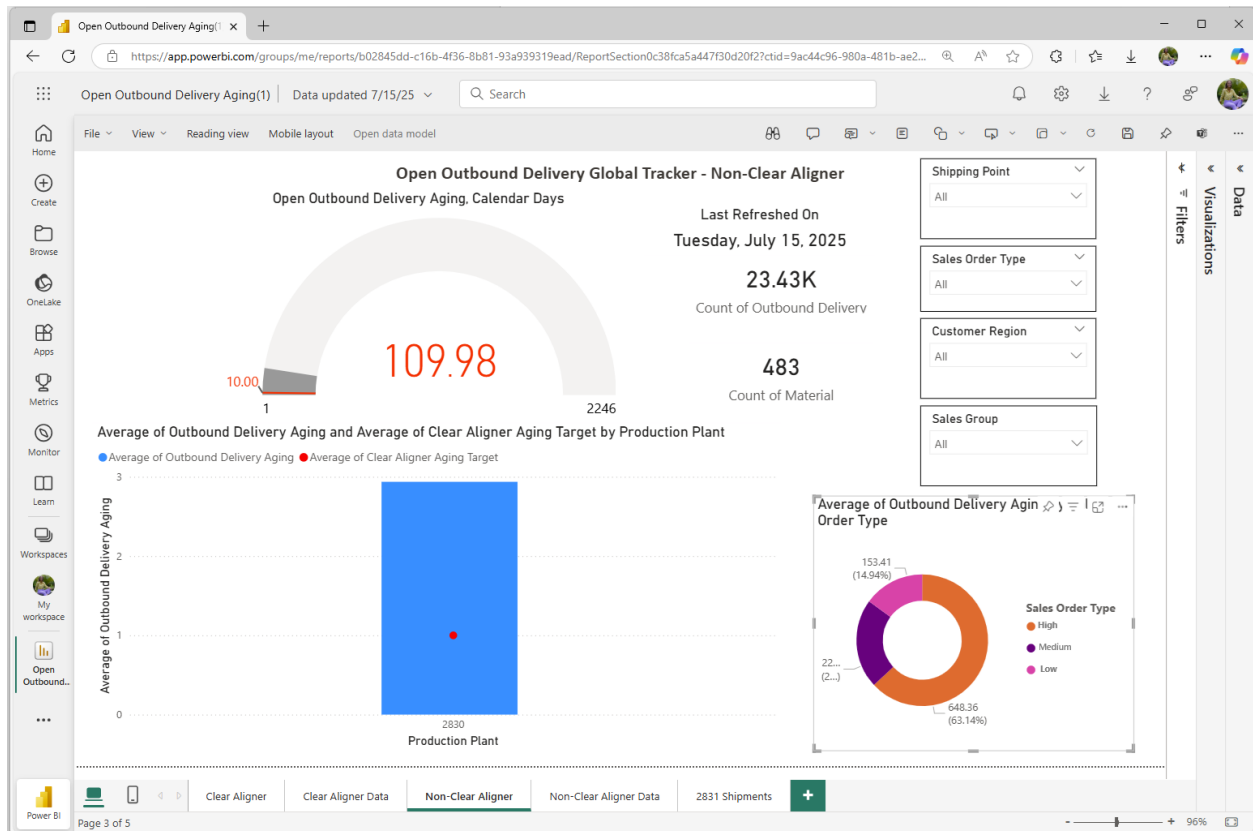 Open Outbound Delivery Aging(1
https://app.powerbi.com/groups/me/reports/b02845dd-c16b-4f36-8b81-93a939319ead/ReportSection0c38fca5a447f30d20f2?ctid=9ac44c96-980a-481b-ae2...
Open Outbound Delivery Aging(1) | Data updated 7/15/25
Search
File View Reading view Mobile layout Open data model
Home
Create
Browse
OneLake
Apps
Metrics
Monitor
Learn
Workspaces
My
workspace
Open
Outbound..
Power BI
Open Outbound Delivery Global Tracker - Non-Clear Aligner
Open Outbound Delivery Aging, Calendar Days
109.98
10.00
1
2246
Last Refreshed On
Tuesday, July 15, 2025
23.43K
Count of Outbound Delivery
483
Count of Material
Shipping Point
All
Sales Order Type
All
Customer Region
All
Sales Group
All
Filters
Visualizations
Data
Average of Outbound Delivery Aging and Average of Clear Aligner Aging Target by Production Plant
Average of Outbound Delivery Aging Average of Clear Aligner Aging Target
Average of Outbound Delivery Aging
3
2
1
0
2830
Production Plant
Average of Outbound Delivery Agin
Order Type
153.41
(14.94%)
22...
(2...)
648.36
(63.14%)
Sales Order Type
High
Medium
Low
Clear Aligner
Clear Aligner Data
Non-Clear Aligner
Non-Clear Aligner Data
2831 Shipments
+
Page 3 of 5
- + 96%